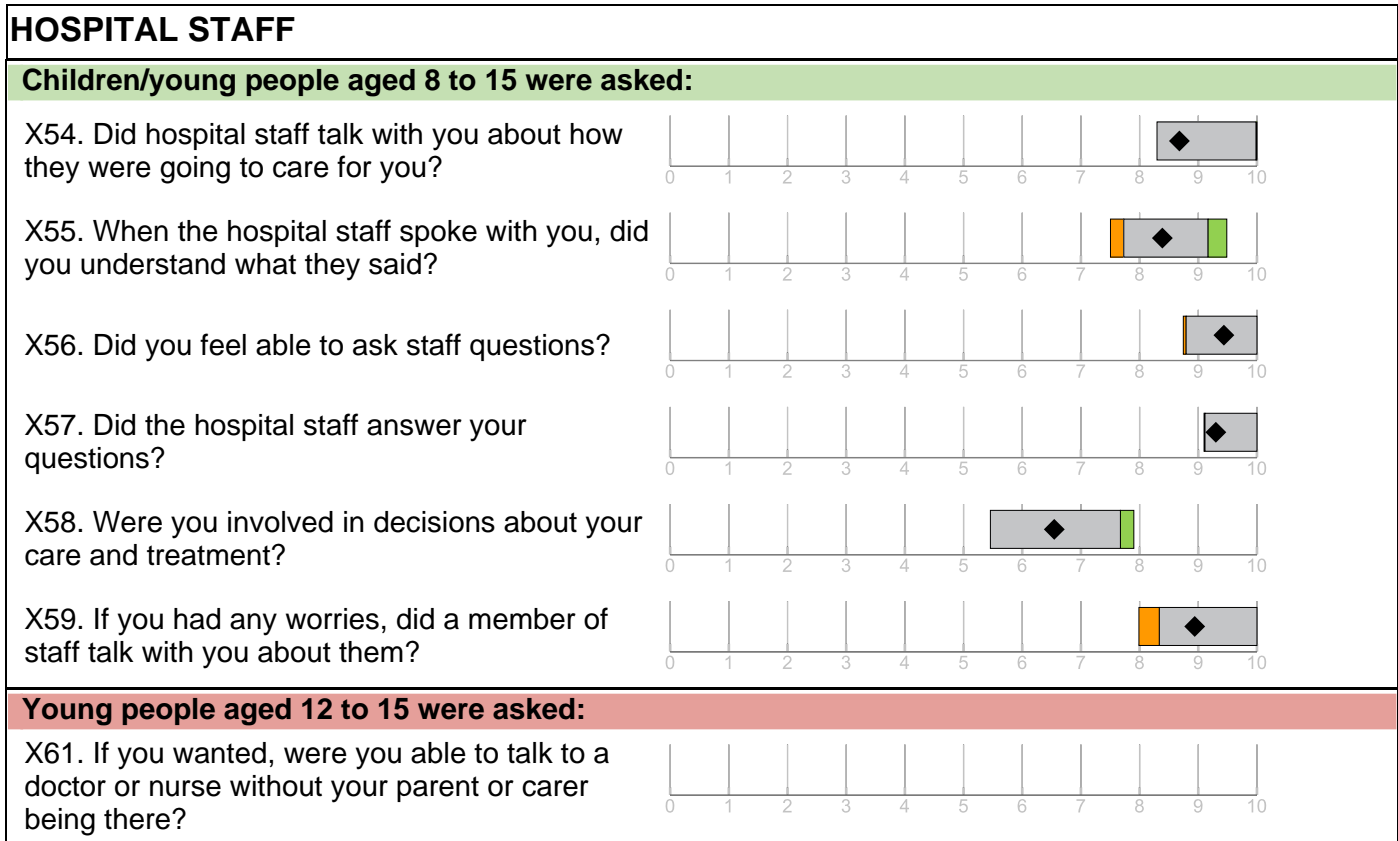 HOSPITAL STAFF
Children/young people aged 8 to 15 were asked:
X54. Did hospital staff talk with you about how
they were going to care for you?
0 1 2 3 4 5 6 7 8 9 10
X55. When the hospital staff spoke with you, did
you understand what they said?
0 1 2 3 4 5 6 7 8 9 10
X56. Did you feel able to ask staff questions?
0 1 2 3 4 5 6 7 8 9 10
X57. Did the hospital staff answer your
questions?
0 1 2 3 4 5 6 7 8 9 10
X58. Were you involved in decisions about your
care and treatment?
0 1 2 3 4 5 6 7 8 9 10
X59. If you had any worries, did a member of
staff talk with you about them?
0 1 2 3 4 5 6 7 8 9 10
Young people aged 12 to 15 were asked:
X61. If you wanted, were you able to talk to a
doctor or nurse without your parent or carer
being there?
0 1 2 3 4 5 6 7 8 9 10